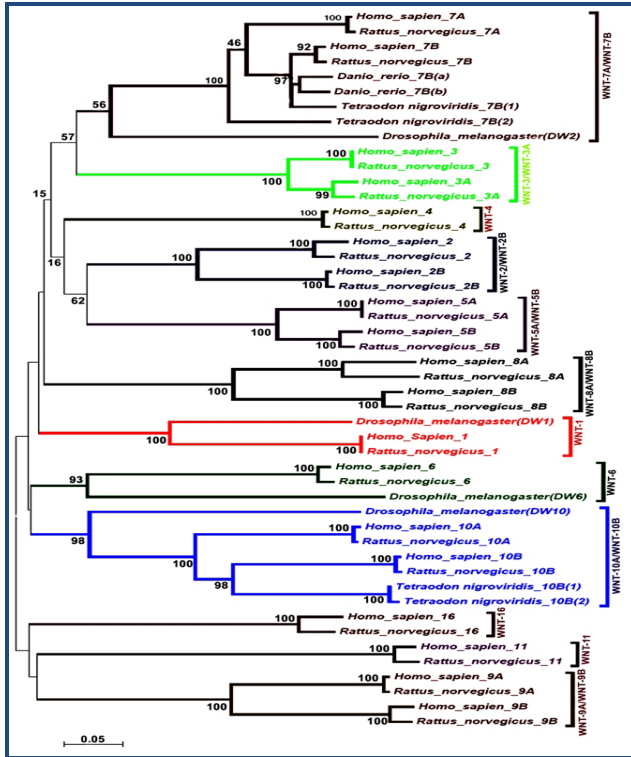 Homo_sapien_7A
100
Rattus_norvegicus_7A
46
Homo_sapien_7B
92
Rattus_norvegicus_7B
100
97
Danio_rerio_7B(a)
Danio_rerio_7B(b)
Tetraodon nigroviridis_7B(1)
56
Tetraodon nigroviridis_7B(2)
Drosophila_melanogaster(DW2)
WNT-7A/WNT-7B
57
Homo_sapien_3
100
Rattus_norvegicus_3
100
Homo_sapien_3A
99
Rattus_norvegicus_3A
WNT-3/WNT-3A
15
Homo_sapien_4
100
Rattus_norvegicus_4
WNT-4
16
Homo_sapien_2
100
Rattus_norvegicus_2
100
Homo_sapien_2B
100
Rattus_norvegicus_2B
WNT-2/WNT-2B
62
Homo_sapien_5A
100
Rattus_norvegicus_5A
100
Homo_sapien_5B
100
Rattus_norvegicus_5B
WNT-5A/WNT-5B
Homo_sapien_8A
100
Rattus_norvegicus_8A
100
Homo_sapien_8B
100
Rattus_norvegicus_8B
WNT-8A/WNT-8B
Drosophila_melanogaster(DW1)
100
Homo_Sapien_1
100
Rattus_norvegicus_1
WNT-1
Homo_sapien_6
100
Rattus_norvegicus_6
93
Drosophila_melanogaster(DW6)
WNT-6
Drosophila_melanogaster(DW10)
98
Homo_sapien_10A
100
Rattus_norvegicus_10A
100
Homo_sapien_10B
100
Rattus_norvegicus_10B
98
Tetraodon nigroviridis_10B(1)
100
Tetraodon nigroviridis_10B(2)
WNT-10A/WNT-10B
Homo_sapien_16
100
Rattus_norvegicus_16
WNT-16
Homo_sapien_11
100
Rattus_norvegicus_11
WNT-11
Homo_sapien_9A
100
Rattus_norvegicus_9A
100
Homo_sapien_9B
100
Rattus_norvegicus_9B
WNT-9A/WNT-9B
0.05